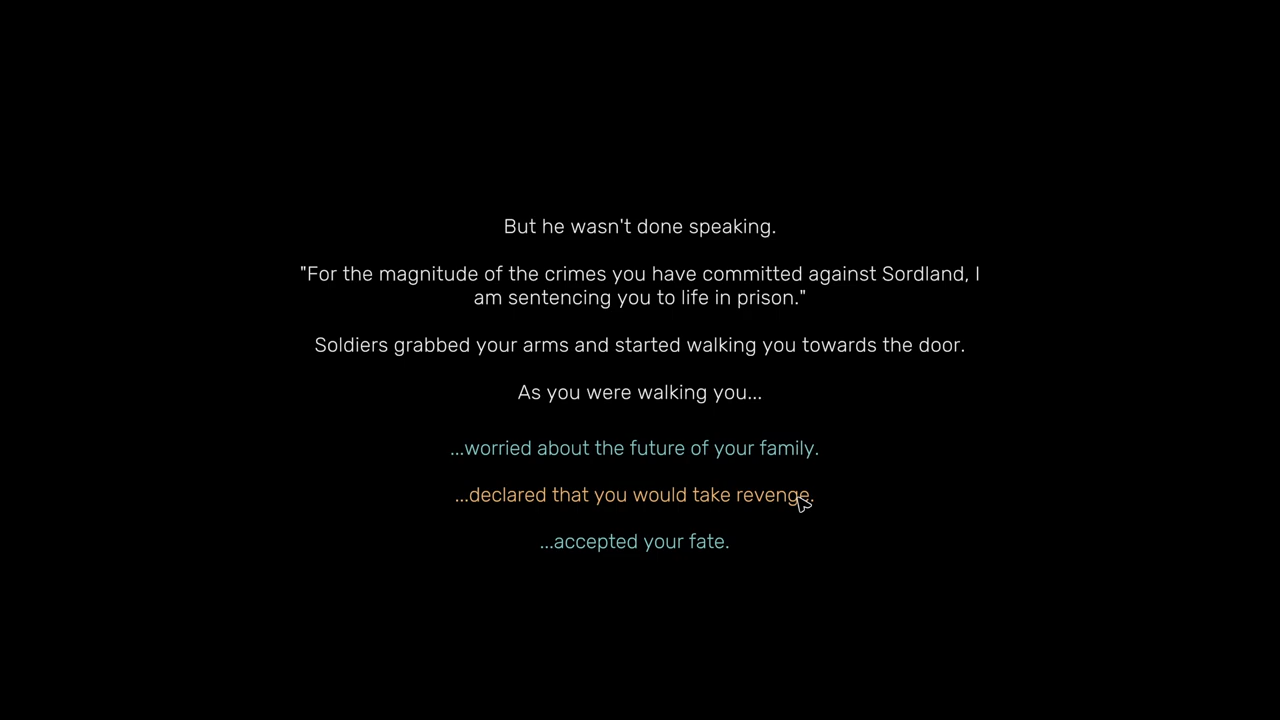 But he wasn't done speaking.
"For the magnitude of the crimes you have committed against Sordland, I
am sentencing you to life in prison."
Soldiers grabbed your arms and started walking you towards the door.
As you were walking you...
...worried about the future of your family.
...declared that you would take revenge.
...accepted your fate.